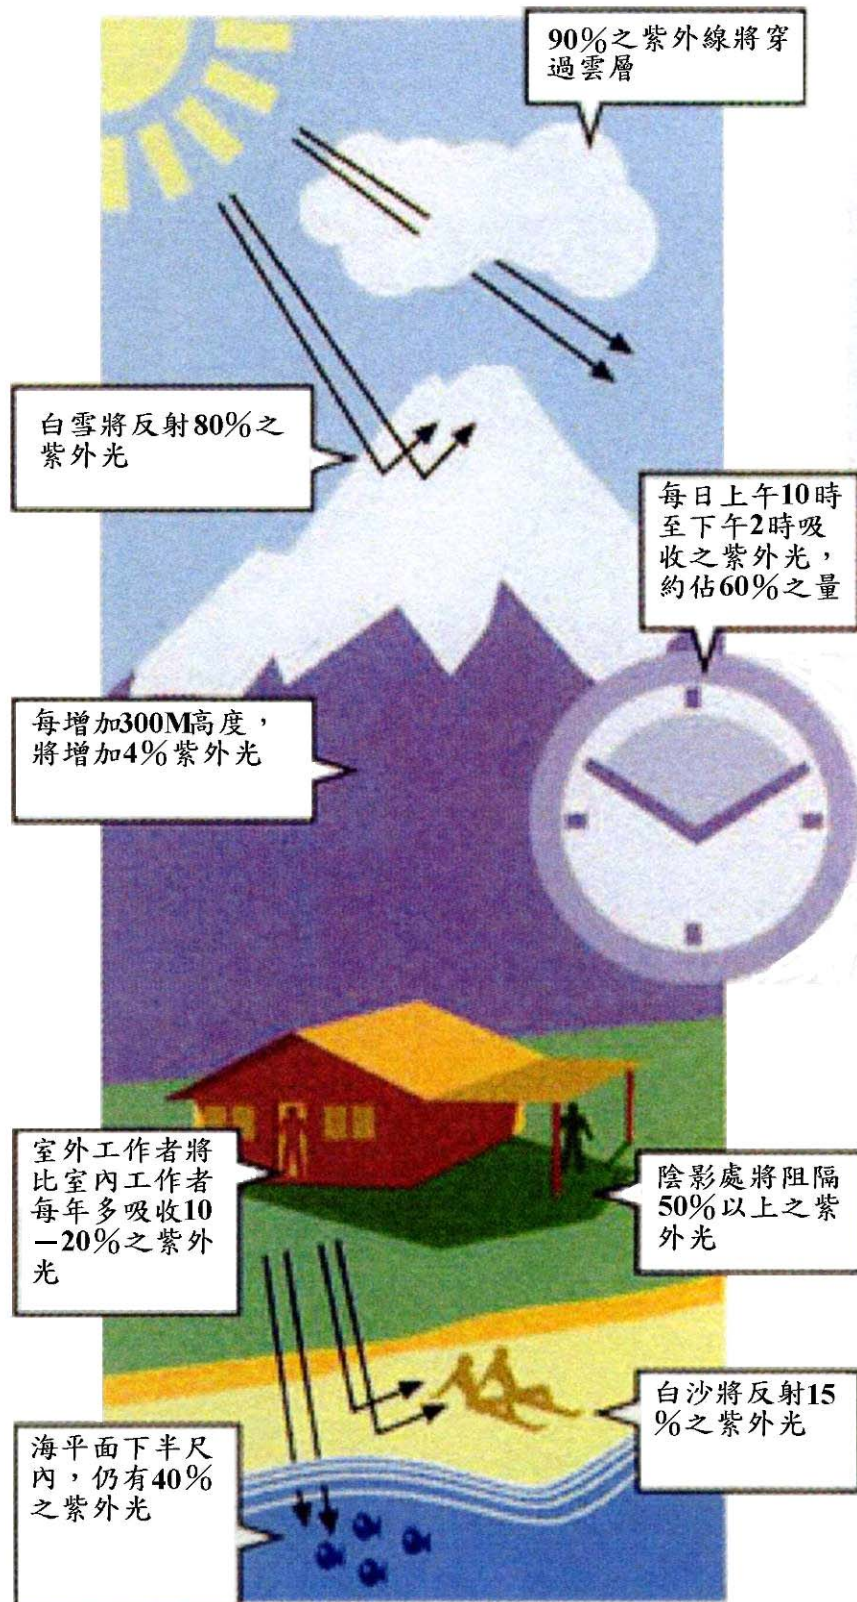 90%之紫外線將穿
過雲層
白雪將反射80%之
紫外光
每日上午10時
至下午2時吸
收之紫外光，
約佔60%之量
每增加300M高度，
將增加4%紫外光
室外工作者將
比室內工作者
每年多吸收10
－20%之紫外
光
陰影處將阻隔
50%以上之紫
外光
白沙將反射15
%之紫外光
海平面下半尺
內，仍有40%
之紫外光